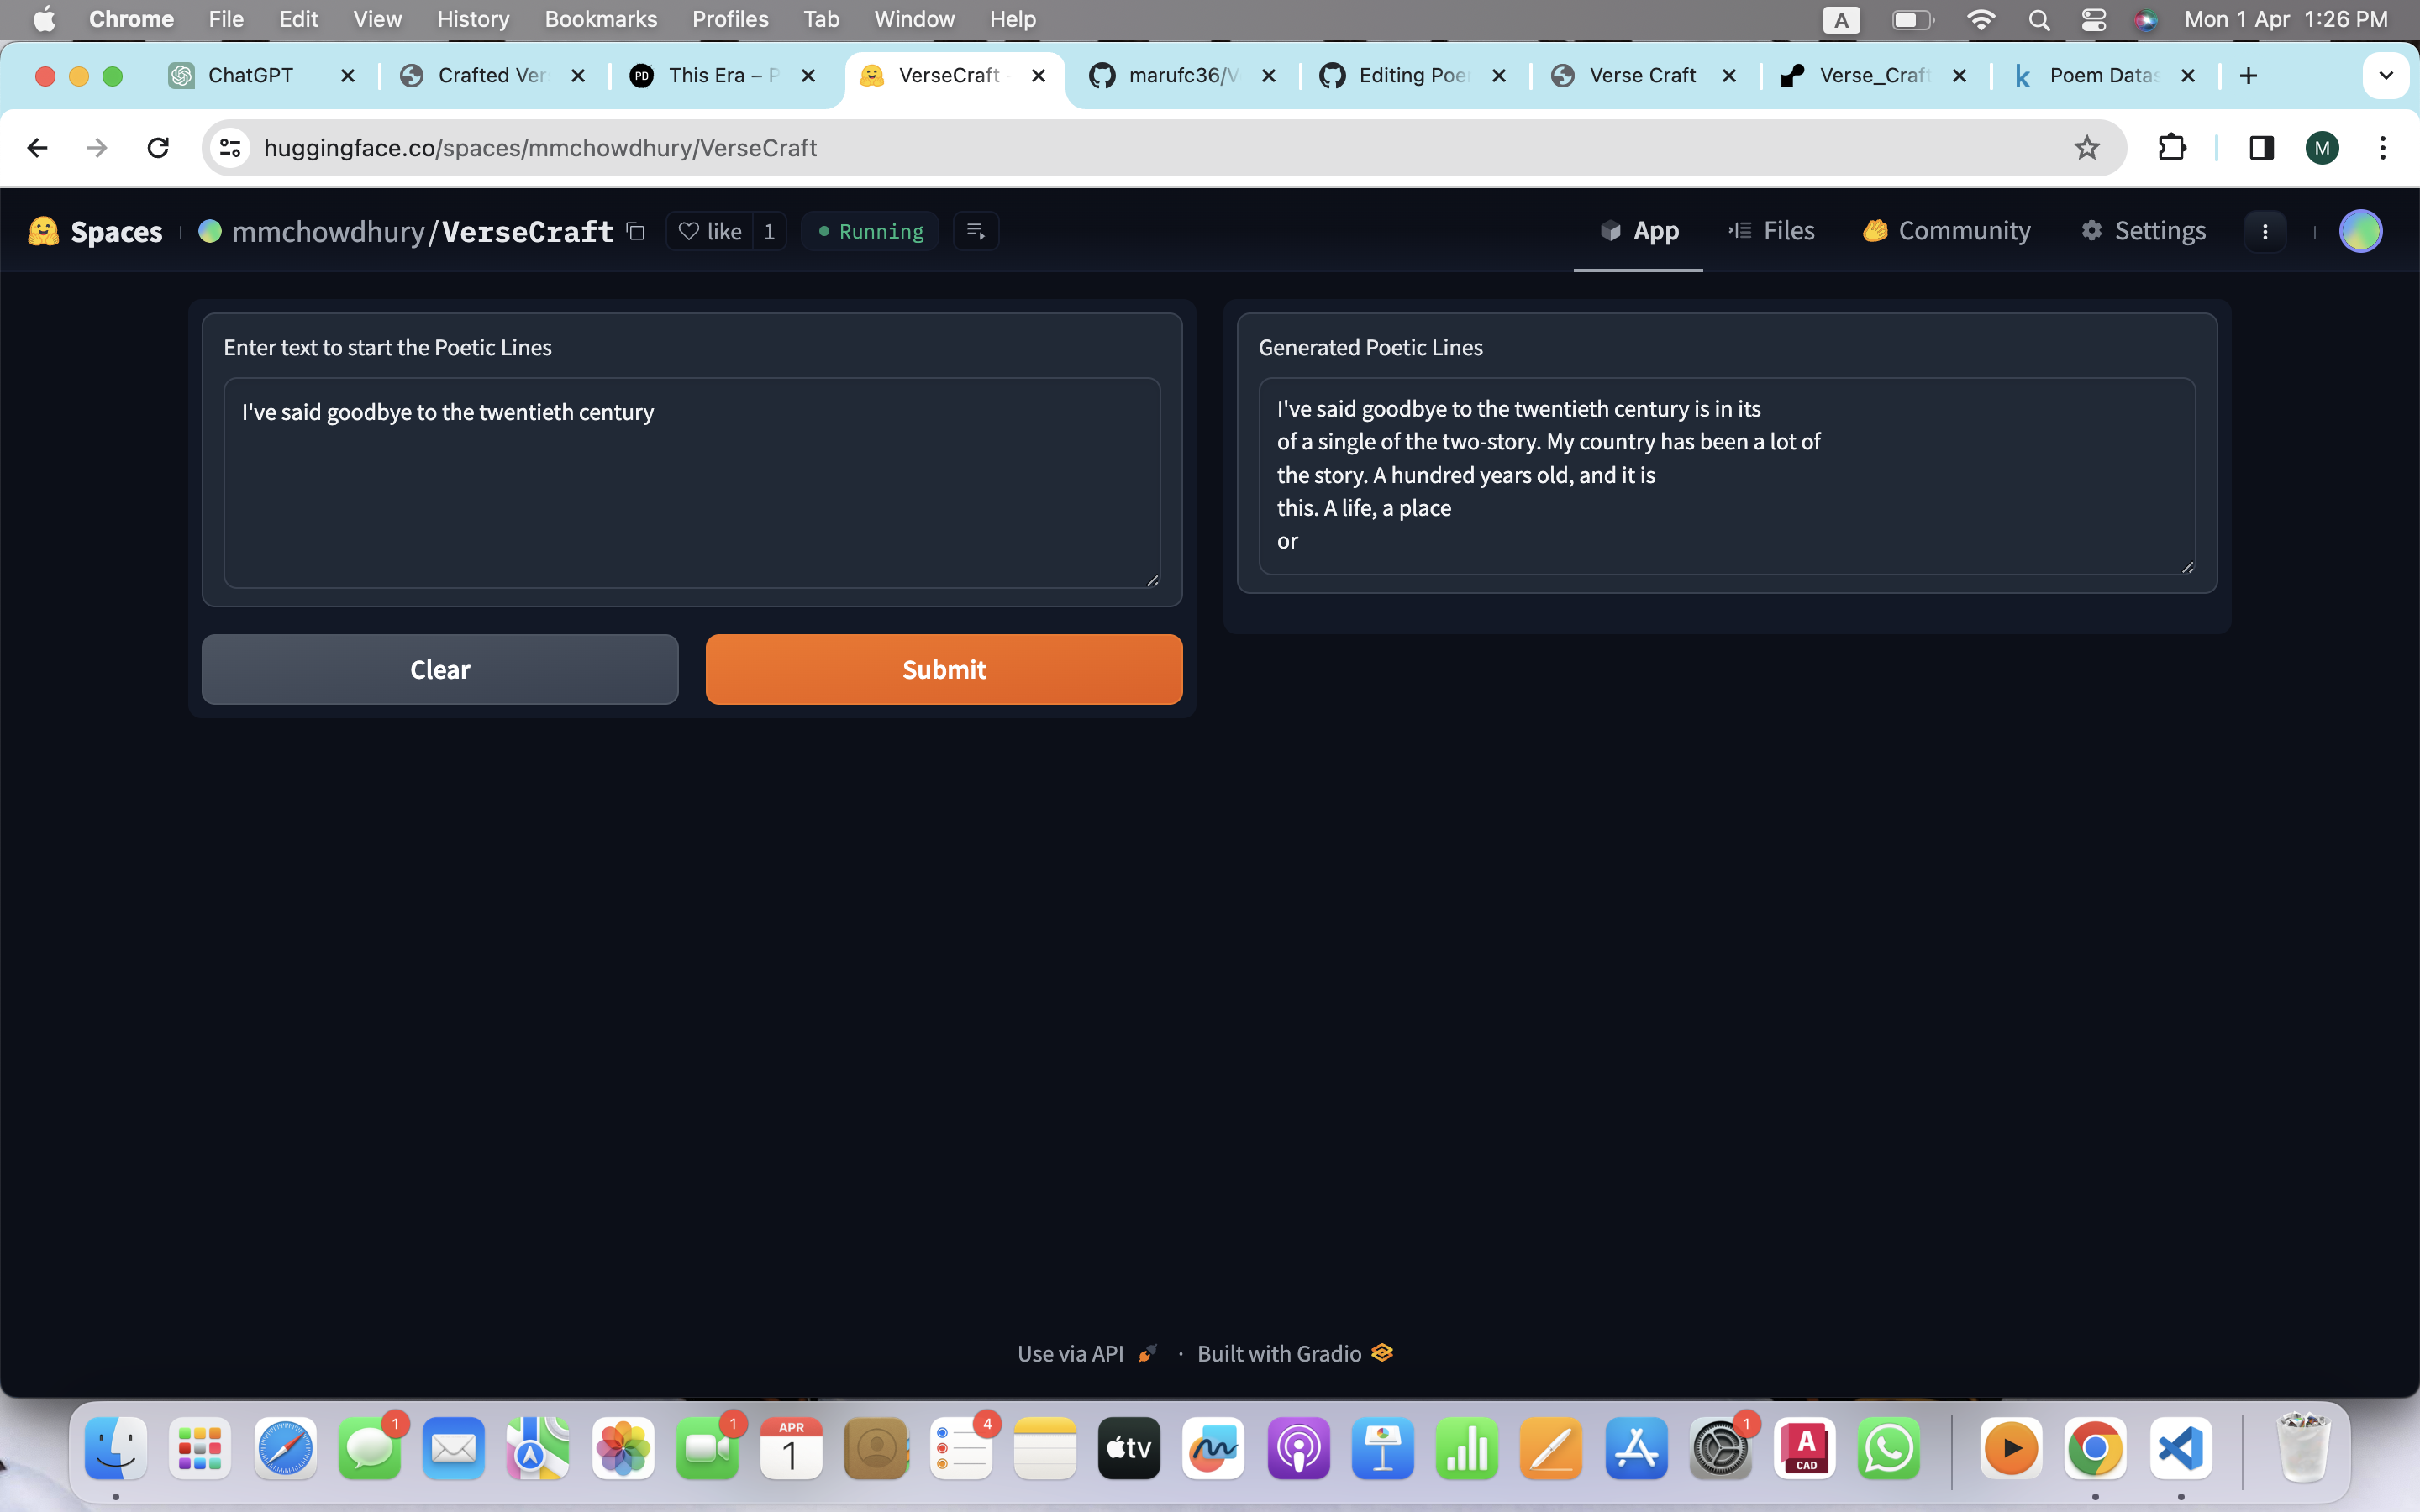 Chrome File Edit View History Bookmarks Profiles Tab Window Help A Mon 1 Apr 1:26 PM
ChatGPT Crafted Ver PD This Era – P VerseCraft marufc36/V Editing Poe Verse Craft Verse_Craft k Poem Datas
huggingface.co/spaces/mmchowdhury/VerseCraft M
Spaces mmchowdhury/VerseCraft like 1 Running App Files Community Settings
Enter text to start the Poetic Lines
I've said goodbye to the twentieth century
Clear Submit
Generated Poetic Lines
I've said goodbye to the twentieth century is in its
of a single of the two-story. My country has been a lot of
the story. A hundred years old, and it is
this. A life, a place
or
Use via API · Built with Gradio
1 1 APR 1 4 tv 1 A CAD